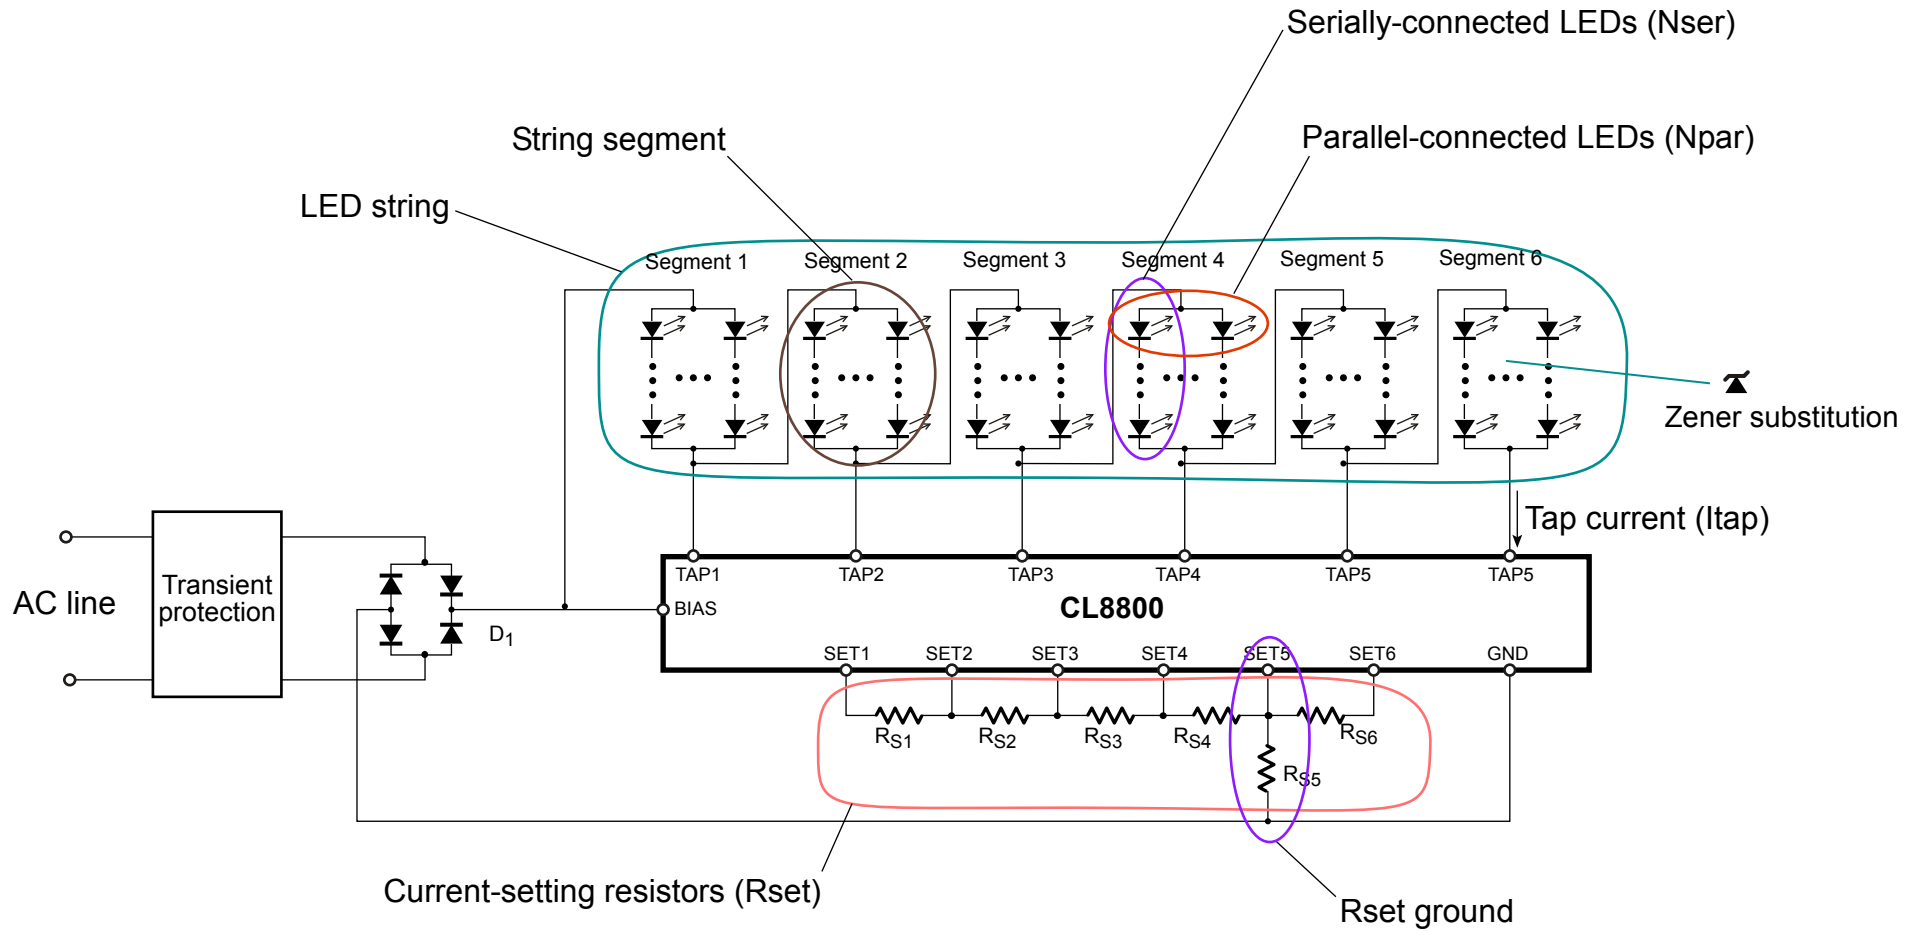 Serially-connected LEDs (Nser)
String segment
Parallel-connected LEDs (Npar)
LED string
Segment 1
Segment 2
Segment 3
Segment 4
Segment 5
Segment 6
Zener substitution
Tap current (Itap)
AC line
Transient
protection
D1
TAP1
TAP2
TAP3
TAP4
TAP5
TAP5
BIAS
CL8800
SET1
SET2
SET3
SET4
SET5
SET6
GND
RS1
RS2
RS3
RS4
RS6
RS5
Current-setting resistors (Rset)
Rset ground